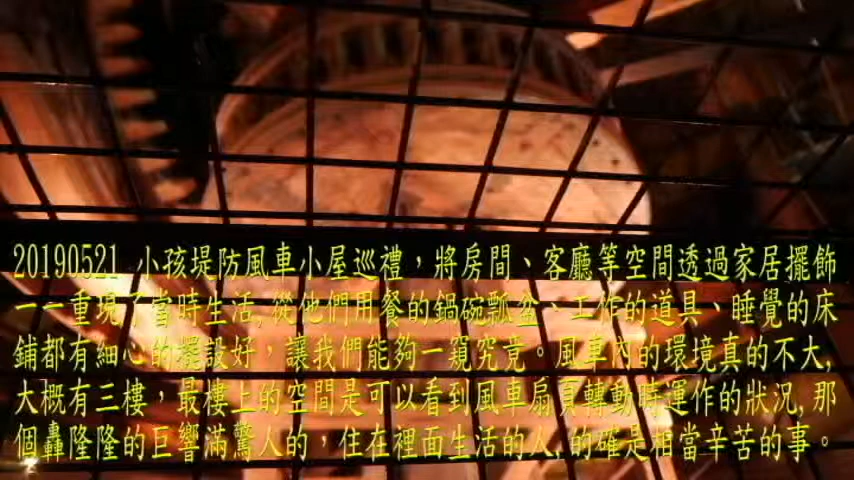 20190521 小孩堤防風車小屋巡禮，將房間、客廳等空間透過家居擺飾
一一重現了當時生活,從他們用餐的鍋碗瓢盆、工作的道具、睡覺的床
鋪都有細心的擺設好，讓我們能夠一窺究竟。風車內的環境真的不大,
大概有三樓，最樓上的空間是可以看到風車扇頁轉動時運作的狀況,那
個轟隆隆的巨響滿驚人的，住在裡面生活的人,的確是相當辛苦的事。